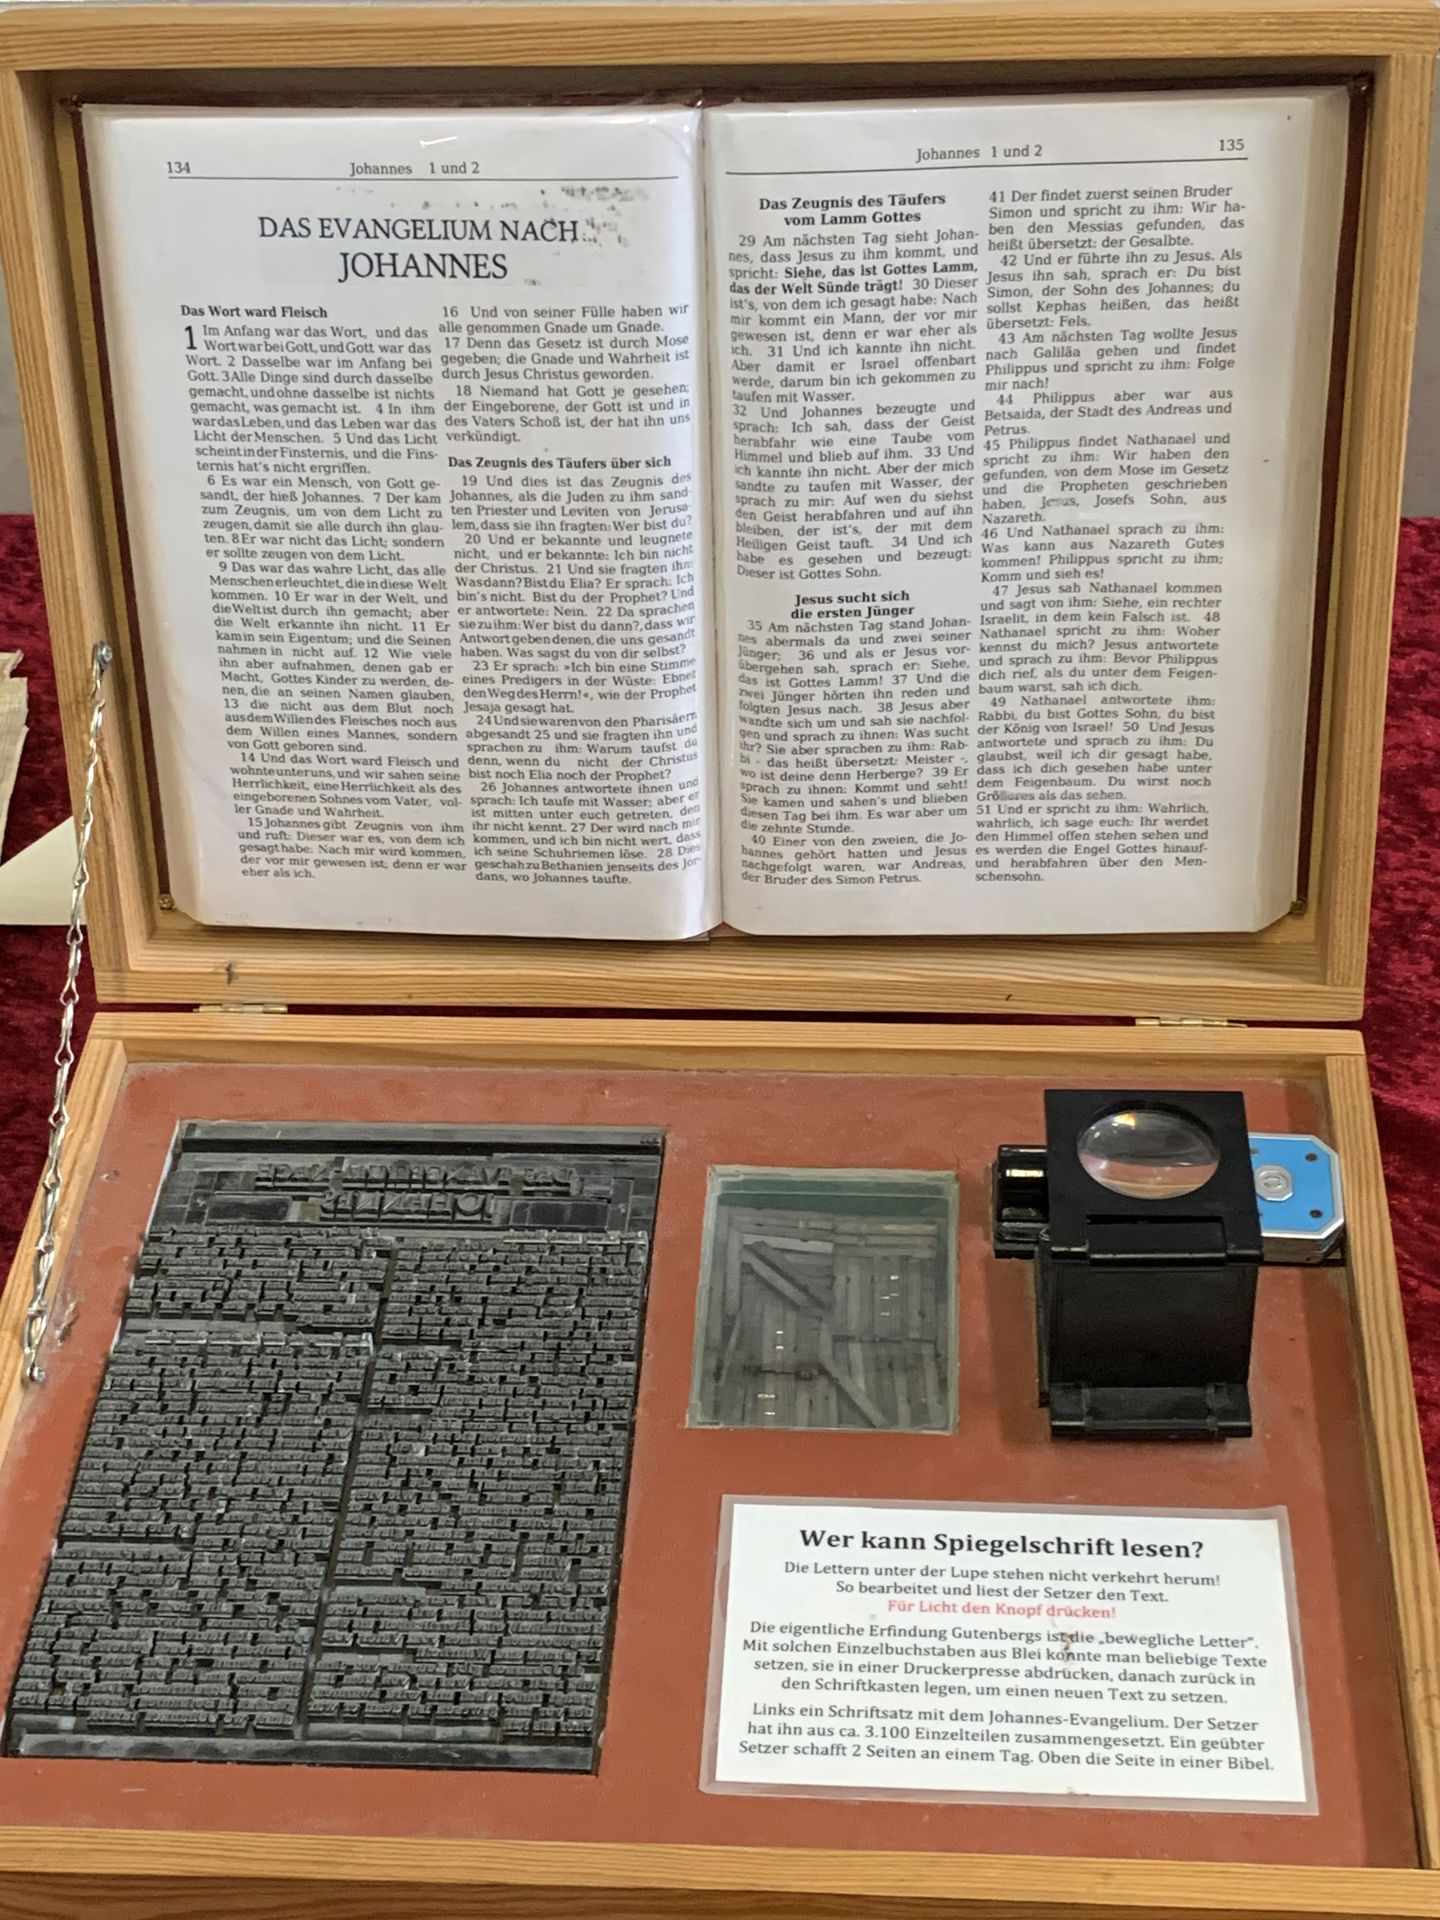 134
Johannes 1 und 2
DAS EVANGELIUM NACH
JOHANNES
Das Wort ward Fleisch
1 Im Anfang war das Wort, und das
Wort war bei Gott, und Gott war das
Wort. 2 Dasselbe war im Anfang bei
Gott. 3 Alle Dinge sind durch dasselbe
gemacht, und ohne dasselbe ist nichts
gemacht, was gemacht ist. 4 In ihm
war das Leben, und das Leben war das
Licht der Menschen. 5 Und das Licht
scheint in der Finsternis, und die Fins-
ternis hat's nicht ergriffen.
6 Es war ein Mensch, von Gott ge-
sandt, der hieß Johannes. 7 Der kam
zum Zeugnis, um von dem Licht zu
zeugen, damit sie alle durch ihn glau-
ten. 8 Er war nicht das Licht; sondern
er sollte zeugen von dem Licht.
9 Das war das wahre Licht, das alle
Menschen erleuchtet, die in diese Welt
kommen. 10 Er war in der Welt, und
die Welt ist durch ihn gemacht; aber
die Welt erkannte ihn nicht. 11 Er
kam in sein Eigentum; und die Seinen
nahmen in nicht auf. 12 Wie viele
ihn aber aufnahmen, denen gab er
Macht, Gottes Kinder zu werden, de-
nen, die an seinen Namen glauben,
13 die nicht aus dem Blut noch
aus dem Willen des Fleisches noch aus
dem Willen eines Mannes, sondern
von Gott geboren sind.
14 Und das Wort ward Fleisch und
wohnte unter uns, und wir sahen seine
Herrlichkeit, eine Herrlichkeit als des
eingeborenen Sohnes vom Vater, vol-
ler Gnade und Wahrheit.
15 Johannes gibt Zeugnis von ihm
und ruft: Dieser war es, von dem ich
gesagt habe: Nach mir wird kommen,
der vor mir gewesen ist; denn er war
eher als ich.
16 Und von seiner Fülle haben wir
alle genommen Gnade um Gnade.
17 Denn das Gesetz ist durch Mose
gegeben; die Gnade und Wahrheit ist
durch Jesus Christus geworden.
18 Niemand hat Gott je gesehen;
der Eingeborene, der Gott ist und in
des Vaters Schoß ist, der hat ihn uns
verkündigt.
Das Zeugnis des Täufers über sich
19 Und dies ist das Zeugnis des
Johannes, als die Juden zu ihm sand-
ten Priester und Leviten von Jerusa-
lem, dass sie ihn fragten: Wer bist du?
20 Und er bekannte und leugnete
nicht, und er bekannte: Ich bin nicht
der Christus. 21 Und sie fragten ihn:
Was dann? Bist du Elia? Er sprach: Ich
bin's nicht. Bist du der Prophet? Und
er antwortete: Nein. 22 Da sprachen
sie zu ihm: Wer bist du dann?, dass wir
Antwort geben denen, die uns gesandt
haben. Was sagst du von dir selbst?
23 Er sprach: »Ich bin eine Stimme
eines Predigers in der Wüste: Ebnet
den Weg des Herrn!«, wie der Prophet
Jesaja gesagt hat.
24 Und sie waren von den Pharisäern
abgesandt 25 und sie fragten ihn und
sprachen zu ihm: Warum taufst du
denn, wenn du nicht der Christus
bist noch Elia noch der Prophet?
26 Johannes antwortete ihnen und
sprach: Ich taufe mit Wasser; aber er
ist mitten unter euch getreten, den
ihr nicht kennt. 27 Der wird nach mir
kommen, und ich bin nicht wert, dass
ich seine Schuhriemen löse. 28 Dies
geschah zu Bethanien jenseits des Jor-
dans, wo Johannes taufte.
Johannes 1 und 2
135
Das Zeugnis des Täufers
vom Lamm Gottes
29 Am nächsten Tag sieht Johan-
nes, dass Jesus zu ihm kommt, und
spricht: Siehe, das ist Gottes Lamm,
das der Welt Sünde trägt! 30 Dieser
ist's, von dem ich gesagt habe: Nach
mir kommt ein Mann, der vor mir
gewesen ist, denn er war eher als
ich. 31 Und ich kannte ihn nicht.
Aber damit er Israel offenbart
werde, darum bin ich gekommen zu
taufen mit Wasser.
32 Und Johannes bezeugte und
sprach: Ich sah, dass der Geist
herabfahr wie eine Taube vom
Himmel und blieb auf ihm. 33 Und
ich kannte ihn nicht. Aber der mich
sandte zu taufen mit Wasser, der
sprach zu mir: Auf wen du siehst
den Geist herabfahren und auf ihn
bleiben, der ist's, der mit dem
Heiligen Geist tauft. 34 Und ich
habe es gesehen und bezeugt:
Dieser ist Gottes Sohn.
Jesus sucht sich
die ersten Jünger
35 Am nächsten Tag stand Johan-
nes abermals da und zwei seiner
Jünger; 36 und als er Jesus vor-
übergehen sah, sprach er: Siehe,
das ist Gottes Lamm! 37 Und die
zwei Jünger hörten ihn reden und
folgten Jesus nach. 38 Jesus aber
wandte sich um und sah sie nachfol-
gen und sprach zu ihnen: Was sucht
ihr? Sie aber sprachen zu ihm: Rab-
bi - das heißt übersetzt: Meister -,
wo ist deine denn Herberge? 39 Er
sprach zu ihnen: Kommt und seht!
Sie kamen und sahen's und blieben
diesen Tag bei ihm. Es war aber um
die zehnte Stunde.
40 Einer von den zweien, die Jo-
hannes gehört hatten und Jesus
nachgefolgt waren, war Andreas,
der Bruder des Simon Petrus.
41 Der findet zuerst seinen Bruder
Simon und spricht zu ihm: Wir ha-
ben den Messias gefunden, das
heißt übersetzt: der Gesalbte.
42 Und er führte ihn zu Jesus. Als
Jesus ihn sah, sprach er: Du bist
Simon, der Sohn des Johannes; du
sollst Kephas heißen, das heißt
übersetzt: Fels.
43 Am nächsten Tag wollte Jesus
nach Galiläa gehen und findet
Philippus und spricht zu ihm: Folge
mir nach!
44 Philippus aber war aus
Betsaida, der Stadt des Andreas und
Petrus.
45 Philippus findet Nathanael und
spricht zu ihm: Wir haben den
gefunden, von dem Mose im Gesetz
und die Propheten geschrieben
haben, Jesus, Josefs Sohn, aus
Nazareth.
46 Und Nathanael sprach zu ihm:
Was kann aus Nazareth Gutes
kommen! Philippus spricht zu ihm;
Komm und sieh es!
47 Jesus sah Nathanael kommen
und sagt von ihm: Siehe, ein rechter
Israelit, in dem kein Falsch ist. 48
Nathanael spricht zu ihm: Woher
kennst du mich? Jesus antwortete
und sprach zu ihm: Bevor Philippus
dich rief, als du unter dem Feigen-
baum warst, sah ich dich.
49 Nathanael antwortete ihm:
Rabbi, du bist Gottes Sohn, du bist
der König von Israel! 50 Und Jesus
antwortete und sprach zu ihm: Du
glaubst, weil ich dir gesagt habe,
dass ich dich gesehen habe unter
dem Feigenbaum. Du wirst noch
Größeres als das sehen.
51 Und er spricht zu ihm: Wahrlich,
wahrlich, ich sage euch: Ihr werdet
den Himmel offen stehen sehen und
es werden die Engel Gottes hinauf-
und herabfahren über den Men-
schensohn.
DAS EVANGELIUM NACH
JOHANNES
Wer kann Spiegelschrift lesen?
Die Lettern unter der Lupe stehen nicht verkehrt herum!
So bearbeitet und liest der Setzer den Text.
Für Licht den Knopf drücken!
Die eigentliche Erfindung Gutenbergs ist die „bewegliche Letter".
Mit solchen Einzelbuchstaben aus Blei konnte man beliebige Texte
setzen, sie in einer Druckerpresse abdrücken, danach zurück in
den Schriftkasten legen, um einen neuen Text zu setzen.
Links ein Schriftsatz mit dem Johannes-Evangelium. Der Setzer
hat ihn aus ca. 3.100 Einzelteilen zusammengesetzt. Ein geübter
Setzer schafft 2 Seiten an einem Tag. Oben die Seite in einer Bibel.